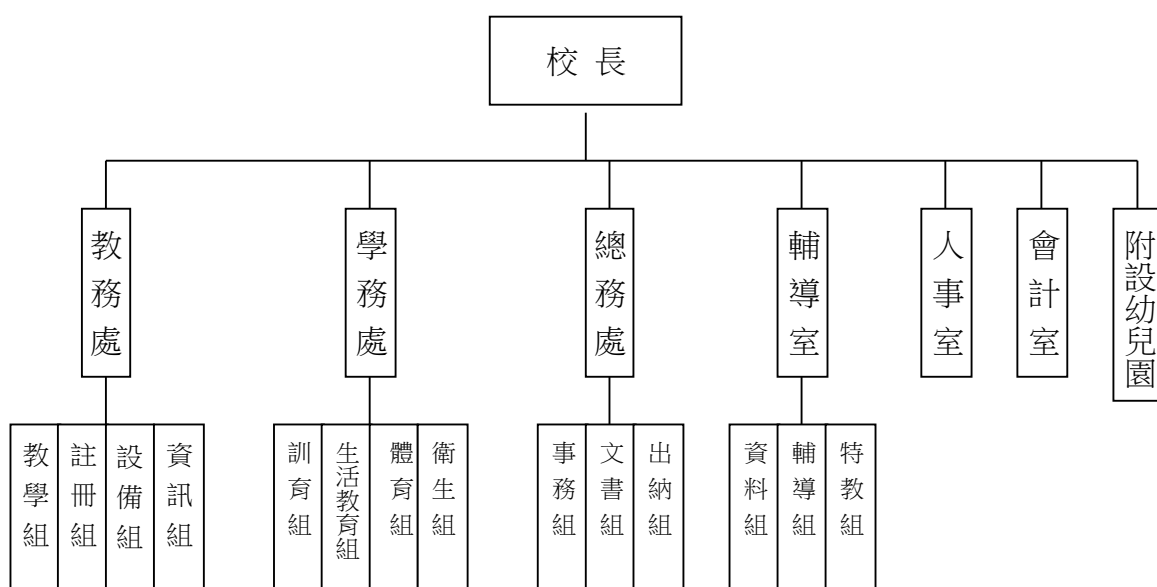 校長
教務處
學務處
總務處
輔導室
人事室
會計室
附設幼兒園
教學組
註冊組
設備組
資訊組
訓育組
生活教育組
體育組
衛生組
事務組
文書組
出納組
資料組
輔導組
特教組